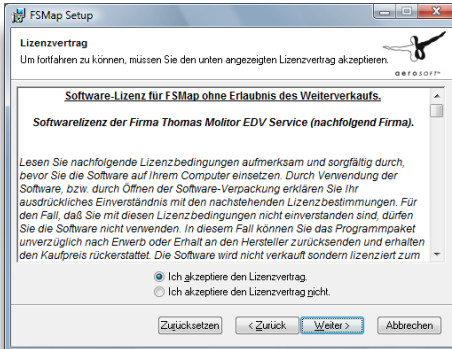 FSMap Setup
Lizenzvertrag
Um fortfahren zu können, müssen Sie den unten angezeigten Lizenzvertrag akzeptieren.
aerosoft™
Software-Lizenz für FSMap ohne Erlaubnis des Weiterverkaufs.
Softwarelizenz der Firma Thomas Molitor EDV Service (nachfolgend Firma).
Lesen Sie nachfolgende Lizenzbedingungen aufmerksam und sorgfältig durch,
bevor Sie die Software auf Ihrem Computer einsetzen. Durch Verwendung der
Software, bzw. durch Öffnen der Software-Verpackung erklären Sie Ihr
ausdrückliches Einverständnis mit den nachstehenden Lizenzbestimmungen. Für
den Fall, daß Sie mit diesen Lizenzbedingungen nicht einverstanden sind, dürfen
Sie die Software nicht verwenden. In diesem Fall können Sie das Programmpaket
unverzüglich nach Erwerb oder Erhalt an den Hersteller zurücksenden und erhalten
den Kaufpreis rückerstattet. Die Software wird nicht verkauft sondern lizenziert zum
Ich akzeptiere den Lizenzvertrag.
Ich akzeptiere den Lizenzvertrag nicht.
Zurücksetzen < Zurück Weiter > Abbrechen